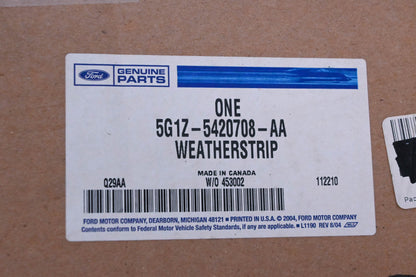 Ford
GENUINE
PARTS
ONE
5G1Z-5420708-AA
WEATHERSTRIP
MADE IN CANADA
Q29AA W/O 453002 112210
FORD MOTOR COMPANY, DEARBORN, MICHIGAN 48121 ■ PRINTED IN U.S.A. © 2004, FORD MOTOR COMPANY
Contents conform to Federal Motor Vehicle Safety Standards, if any are applicable. ■ L1190 REV 6/04